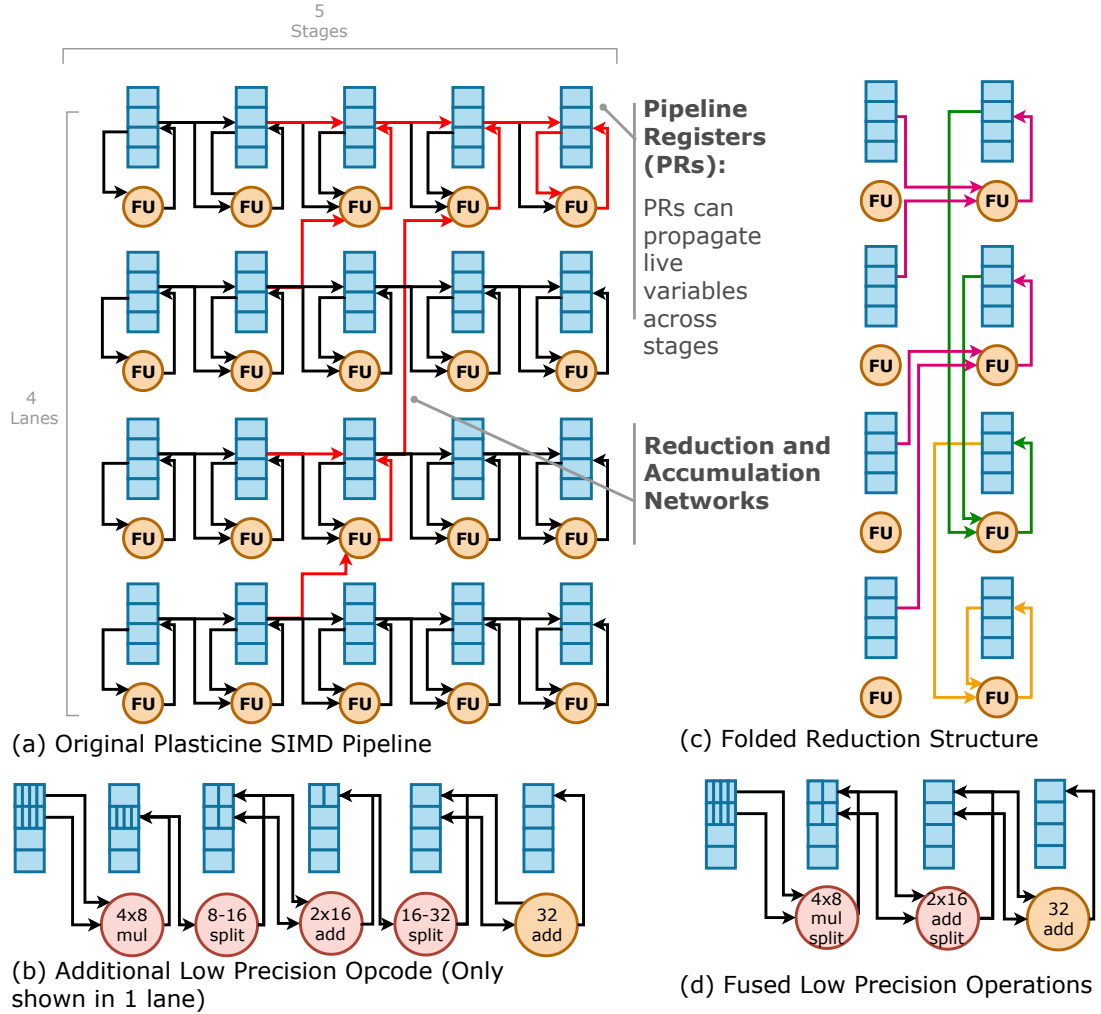 5
Stages
4
Lanes
FU FU FU FU FU
FU FU FU FU FU
FU FU FU FU FU
FU FU FU FU FU
(a) Original Plasticine SIMD Pipeline
Pipeline
Registers
(PRs):
PRs can
propagate
live
variables
across
stages
Reduction and
Accumulation
Networks
FU FU
FU FU
FU FU
FU FU
(c) Folded Reduction Structure
4x8
mul
8-16
split
2x16
add
16-32
split
32
add
(b) Additional Low Precision Opcode (Only
shown in 1 lane)
4x8
mul
split
2x16
add
split
32
add
(d) Fused Low Precision Operations